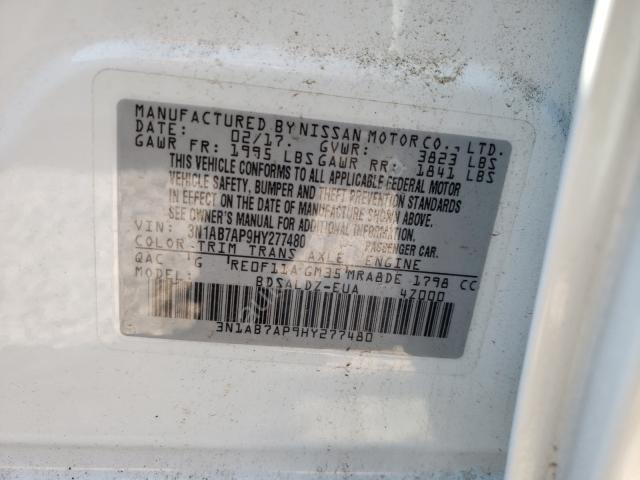 MANUFACTURED BY NISSAN MOTOR CO., LTD.
DATE: 02/17. GVWR: 3823 LBS
GAWR FR: 1995 LBS GAWR RR: 1841 LBS
THIS VEHICLE CONFORMS TO ALL APPLICABLE FEDERAL MOTOR
VEHICLE SAFETY, BUMPER AND THEFT PREVENTION STANDARDS
IN EFFECT ON THE DATE OF MANUFACTURE SHOWN ABOVE.
SEE OWNER'S MANUAL FOR ADDITIONAL INFORMATION
VIN: 3N1AB7AP9HY277480 PASSENGER CAR.
COLOR TRIM TRANS AXLE ENGINE
QAC G RE0F11A GM35 MRA8DE 1798 CC
BDSALDZ-EUA 4Z000
3N1AB7AP9HY277480